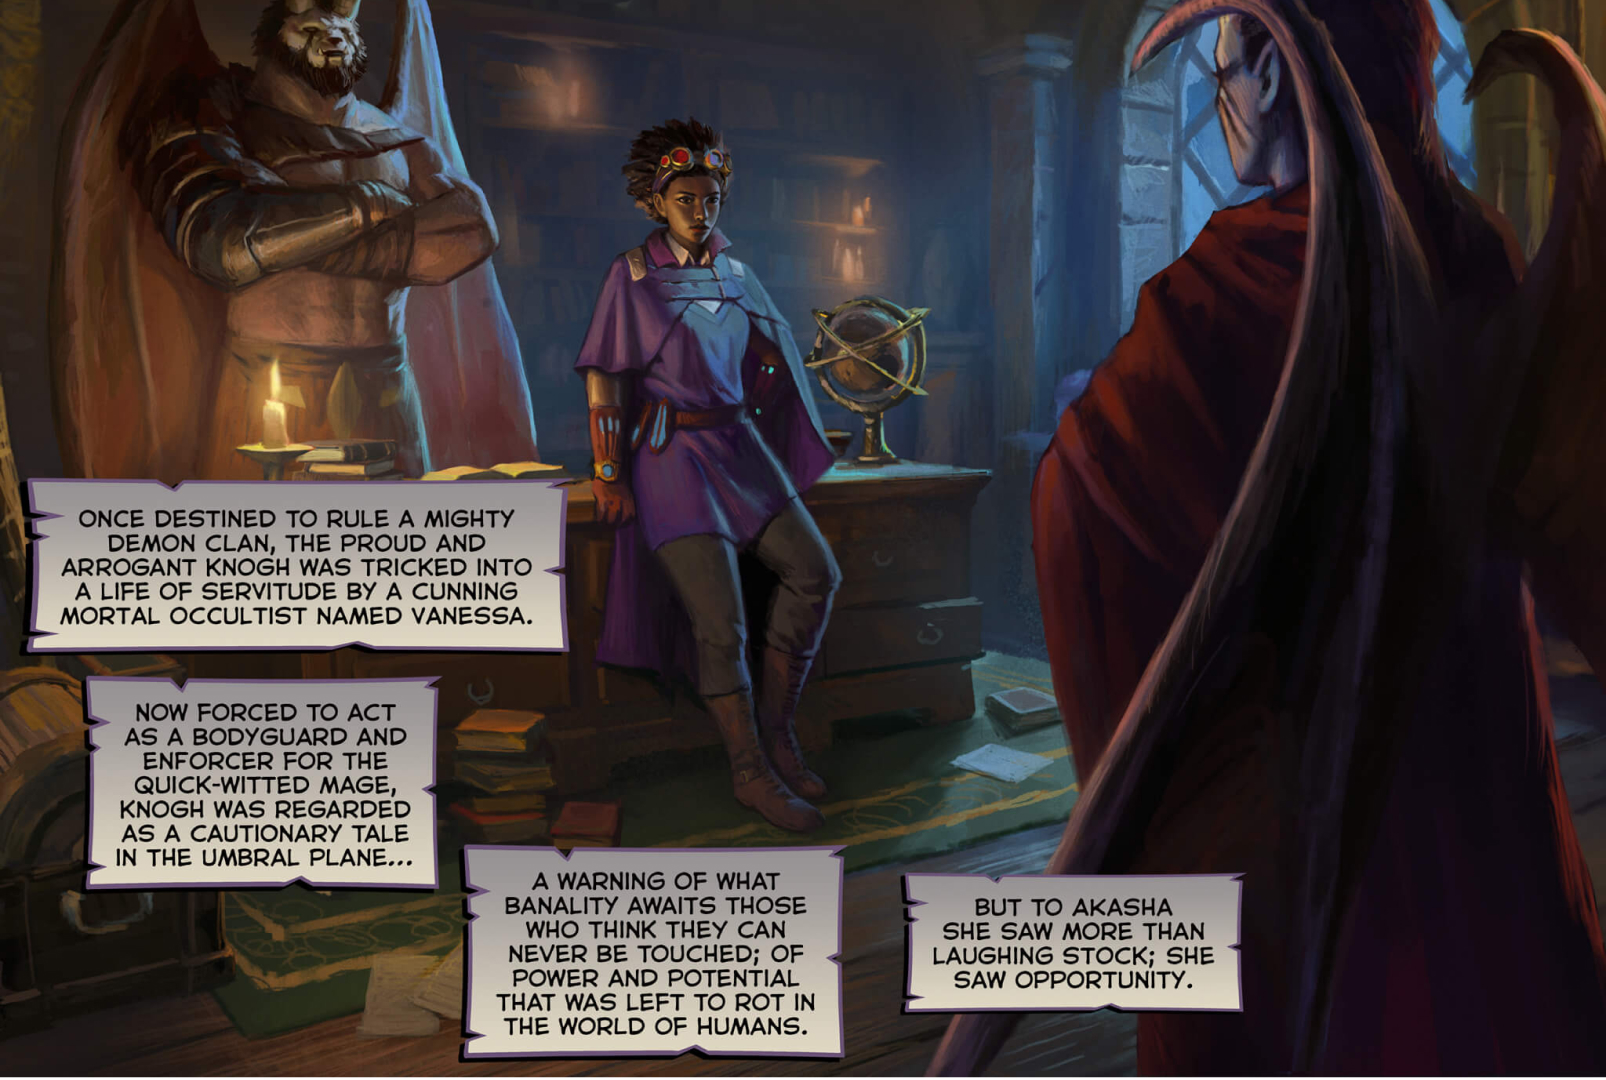 ONCE DESTINED TO RULE A MIGHTY
DEMON CLAN, THE PROUD AND
ARROGANT KNOGH WAS TRICKED INTO
A LIFE OF SERVITUDE BY A CUNNING
MORTAL OCCULTIST NAMED VANESSA.
NOW FORCED TO ACT
AS A BODYGUARD AND
ENFORCER FOR THE
QUICK-WITTED MAGE,
KNOGH WAS REGARDED
AS A CAUTIONARY TALE
IN THE UMBRAL PLANE...
A WARNING OF WHAT
BANALITY AWAITS THOSE
WHO THINK THEY CAN
NEVER BE TOUCHED; OF
POWER AND POTENTIAL
THAT WAS LEFT TO ROT IN
THE WORLD OF HUMANS.
BUT TO AKASHA
SHE SAW MORE THAN
LAUGHING STOCK; SHE
SAW OPPORTUNITY.